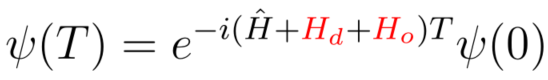 ψ(T) = e^{-i(Ĥ+H_d+H_o)T}ψ(0)